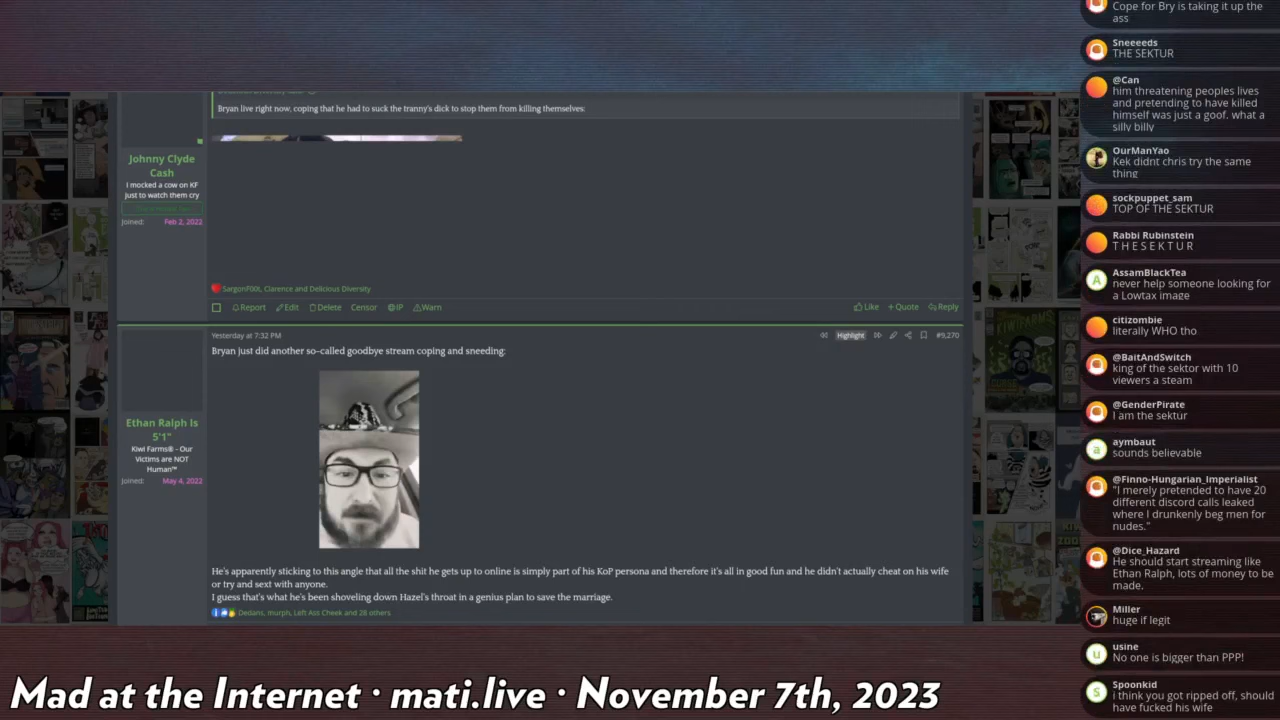 Bryan live right now, coping that he had to suck the tranny's dick to stop them from killing themselves:
Johnny Clyde
Cash
I mocked a cow on KF
just to watch them cry
Joined: Feb 2, 2022
SargonF00t, Clarence and Delicious Diversity
Report Edit Delete Censor IP Warn
Like + Quote Reply
Yesterday at 7:32 PM
Highlight
#9,270
Bryan just did another so-called goodbye stream coping and sneeding:
Ethan Ralph Is
5'1"
Kiwi Farms® - Our
Victims are NOT
Human™
Joined: May 4, 2022
He's apparently sticking to this angle that all the shit he gets up to online is simply part of his KoP persona and therefore it's all in good fun and he didn't actually cheat on his wife
or try and sext with anyone.
I guess that's what he's been shoveling down Hazel's throat in a genius plan to save the marriage.
Dedans, murph, Left Ass Cheek and 28 others
Cope for Bry is taking it up the
ass
Sneeeeds
THE SEKTUR
@Can
him threatening peoples lives
and pretending to have killed
himself was just a goof. what a
silly billy
OurManYao
Kek didnt chris try the same
thing
sockpuppet_sam
TOP OF THE SEKTUR
Rabbi Rubinstein
T H E S E K T U R
AssamBlackTea
never help someone looking for
a Lowtax image
citizombie
literally WHO tho
@BaitAndSwitch
king of the sektor with 10
viewers a steam
@GenderPirate
I am the sektur
aymbaut
sounds believable
@Finno-Hungarian_Imperialist
"I merely pretended to have 20
different discord calls leaked
where I drunkenly beg men for
nudes."
@Dice_Hazard
He should start streaming like
Ethan Ralph, lots of money to be
made.
Miller
huge if legit
usine
No one is bigger than PPP!
Spoonkid
i think you got ripped off, should
have fucked his wife
Mad at the Internet · mati.live · November 7th, 2023